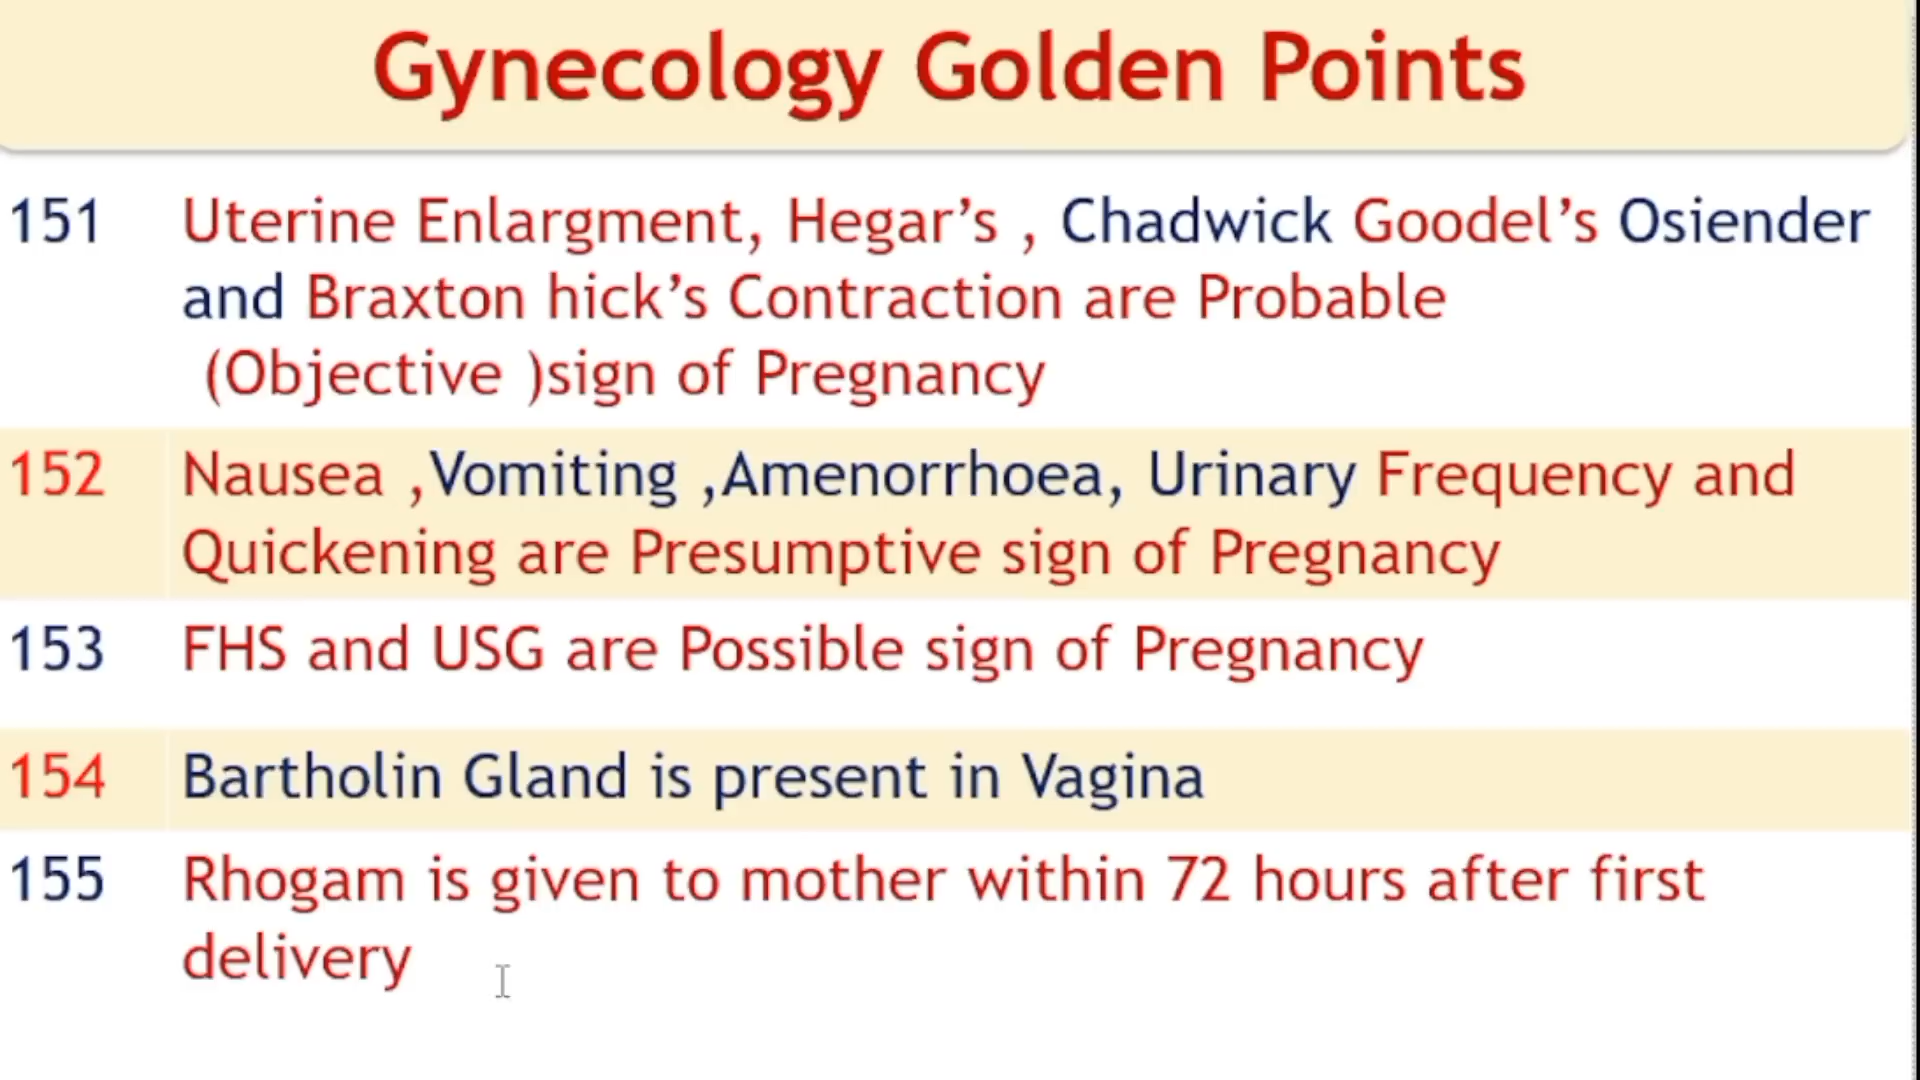 Gynecology Golden Points
151 Uterine Enlargment, Hegar’s , Chadwick Goodel’s Osiender
and Braxton hick’s Contraction are Probable
(Objective )sign of Pregnancy
152 Nausea ,Vomiting ,Amenorrhoea, Urinary Frequency and
Quickening are Presumptive sign of Pregnancy
153 FHS and USG are Possible sign of Pregnancy
154 Bartholin Gland is present in Vagina
155 Rhogam is given to mother within 72 hours after first
delivery